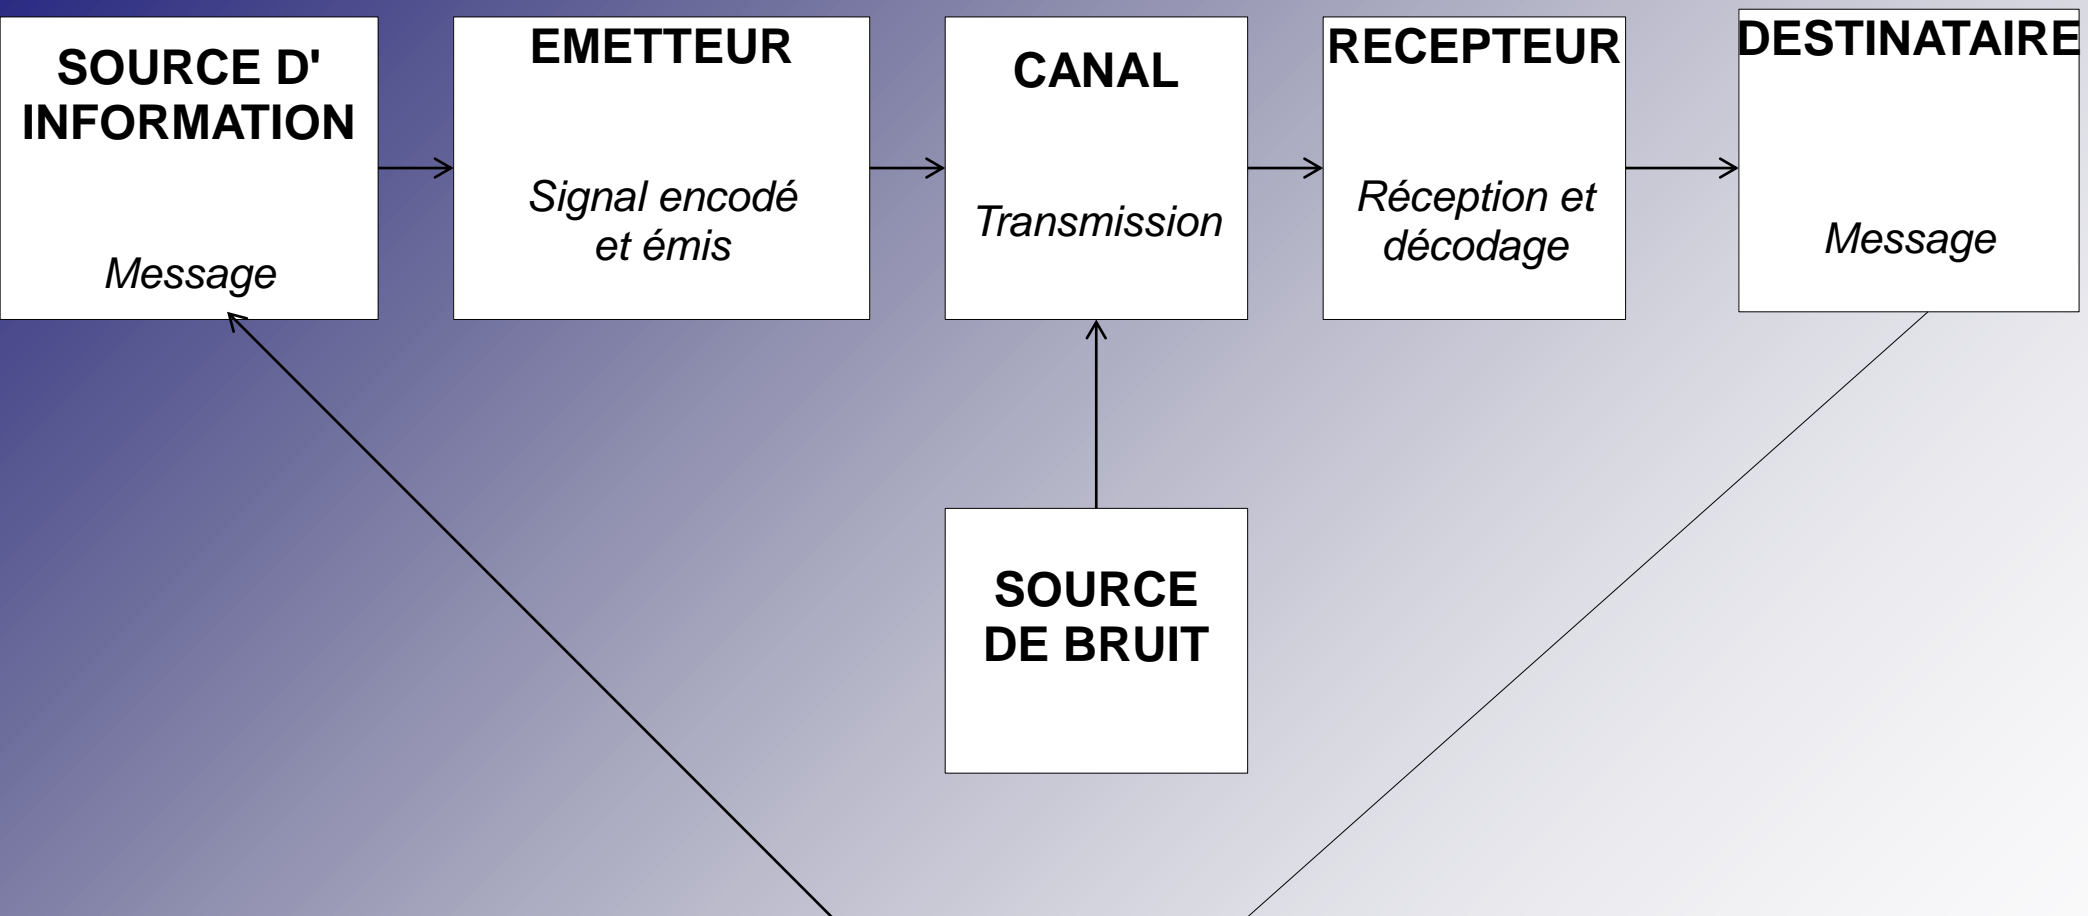 SOURCE D'
INFORMATION
Message
EMETTEUR
Signal encodé
et émis
CANAL
Transmission
RECEPTEUR
Réception et
décodage
DESTINATAIRE
Message
SOURCE
DE BRUIT